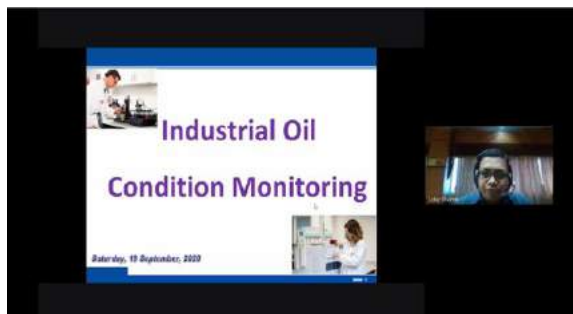 Industrial Oil
Condition Monitoring
Saturday, 19 September, 2020